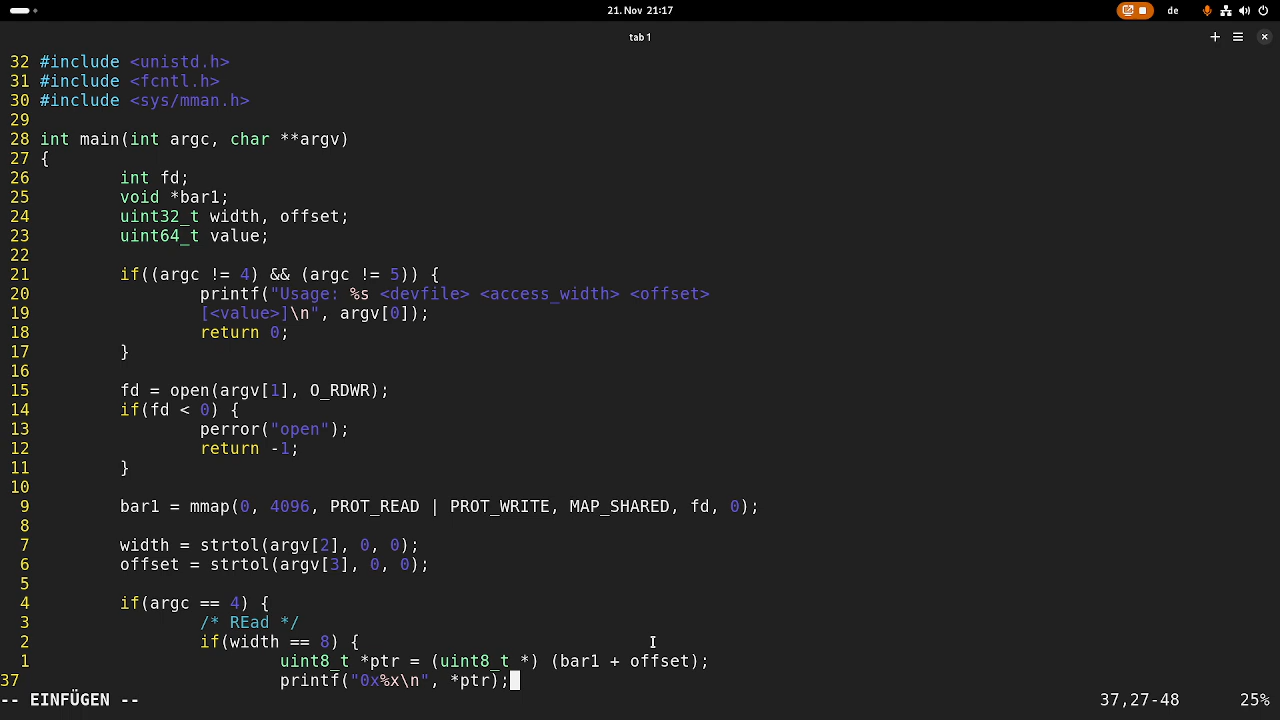 21. Nov 21:17
de
tab 1
32 #include <unistd.h>
31 #include <fcntl.h>
30 #include <sys/mman.h>
29
28 int main(int argc, char **argv)
27 {
26         int fd;
25         void *bar1;
24         uint32_t width, offset;
23         uint64_t value;
22
21         if((argc != 4) && (argc != 5)) {
20                 printf("Usage: %s <devfile> <access_width> <offset>
19                 [<value>]\n", argv[0]);
18                 return 0;
17         }
16
15         fd = open(argv[1], O_RDWR);
14         if(fd < 0) {
13                 perror("open");
12                 return -1;
11         }
10
9         bar1 = mmap(0, 4096, PROT_READ | PROT_WRITE, MAP_SHARED, fd, 0);
8
7         width = strtol(argv[2], 0, 0);
6         offset = strtol(argv[3], 0, 0);
5
4         if(argc == 4) {
3                 /* REad */
2                 if(width == 8) {
1                         uint8_t *ptr = (uint8_t *) (bar1 + offset);
37                         printf("0x%x\n", *ptr);
-- EINFÜGEN -- 37,27-48 25%